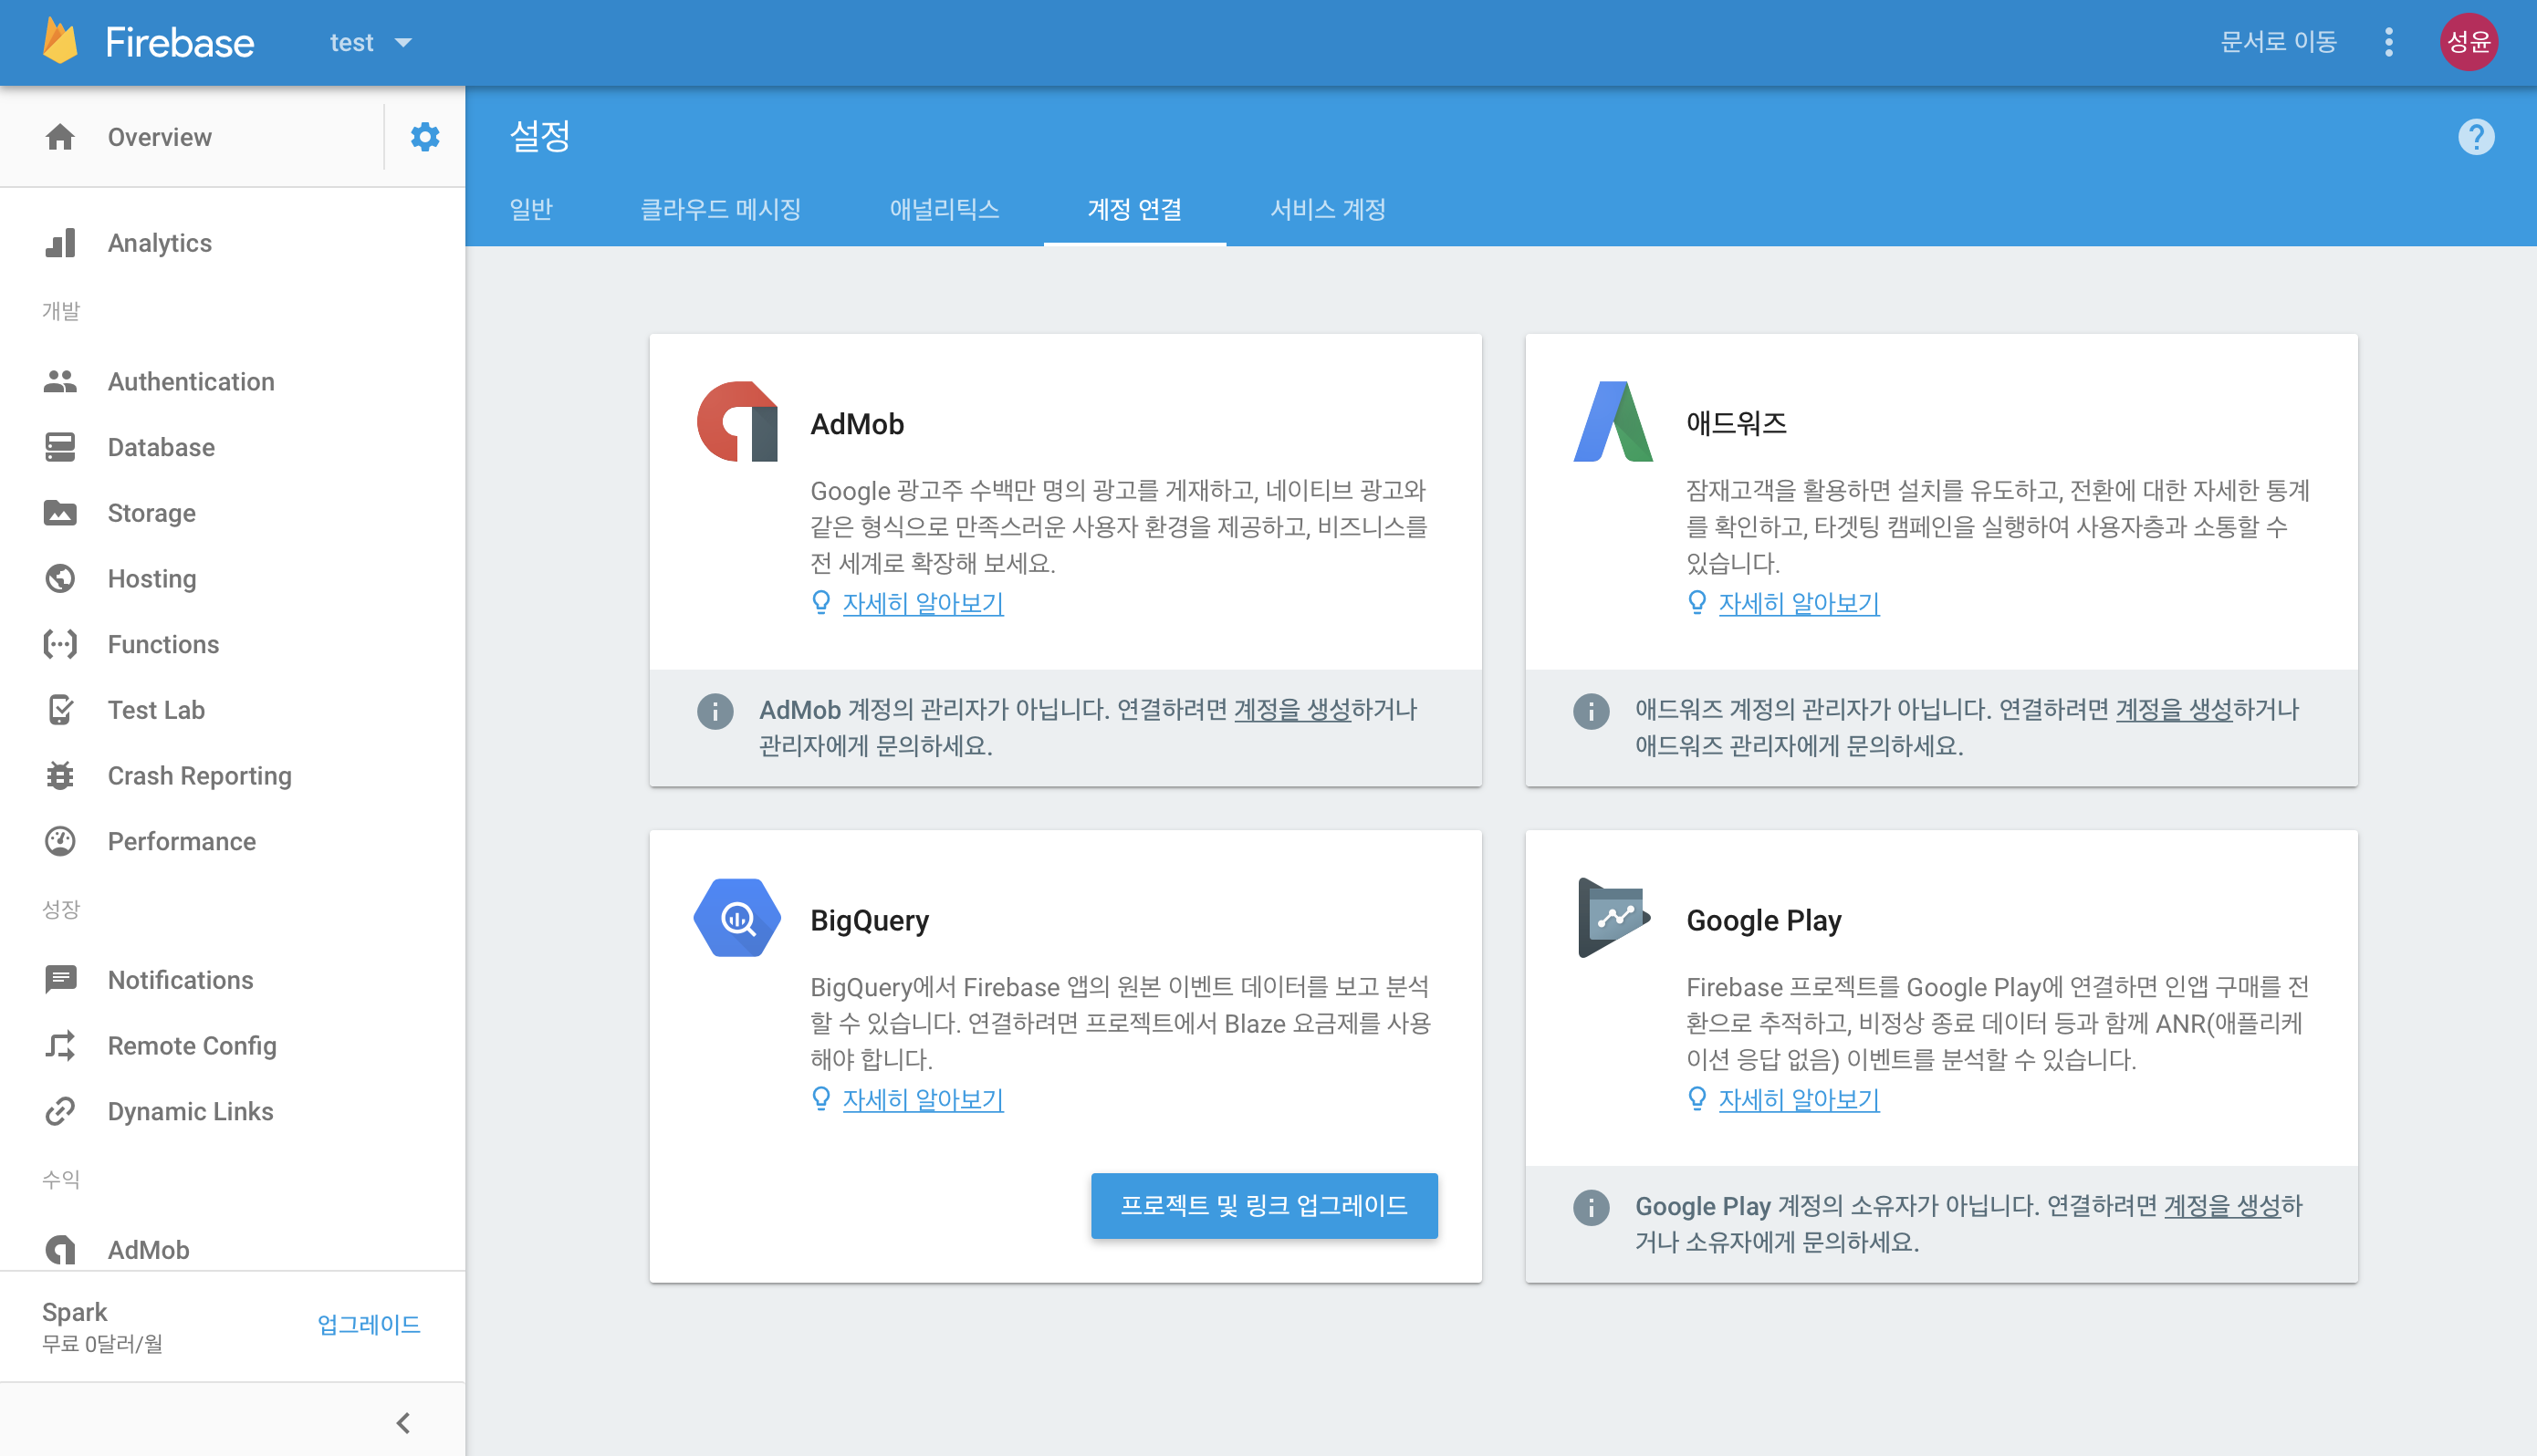 Firebase
test
문서로 이동
성윤
Overview
Analytics
개발
Authentication
Database
Storage
Hosting
Functions
Test Lab
Crash Reporting
Performance
성장
Notifications
Remote Config
Dynamic Links
수익
AdMob
Spark
무료 0달러/월
업그레이드
설정
일반
클라우드 메시징
애널리틱스
계정 연결
서비스 계정
AdMob
Google 광고주 수백만 명의 광고를 게재하고, 네이티브 광고와
같은 형식으로 만족스러운 사용자 환경을 제공하고, 비즈니스를
전 세계로 확장해 보세요.
자세히 알아보기
AdMob 계정의 관리자가 아닙니다. 연결하려면 계정을 생성하거나
관리자에게 문의하세요.
애드워즈
잠재고객을 활용하면 설치를 유도하고, 전환에 대한 자세한 통계
를 확인하고, 타겟팅 캠페인을 실행하여 사용자층과 소통할 수
있습니다.
자세히 알아보기
애드워즈 계정의 관리자가 아닙니다. 연결하려면 계정을 생성하거나
애드워즈 관리자에게 문의하세요.
BigQuery
BigQuery에서 Firebase 앱의 원본 이벤트 데이터를 보고 분석
할 수 있습니다. 연결하려면 프로젝트에서 Blaze 요금제를 사용
해야 합니다.
자세히 알아보기
프로젝트 및 링크 업그레이드
Google Play
Firebase 프로젝트를 Google Play에 연결하면 인앱 구매를 전
환으로 추적하고, 비정상 종료 데이터 등과 함께 ANR(애플리케
이션 응답 없음) 이벤트를 분석할 수 있습니다.
자세히 알아보기
Google Play 계정의 소유자가 아닙니다. 연결하려면 계정을 생성하
거나 소유자에게 문의하세요.